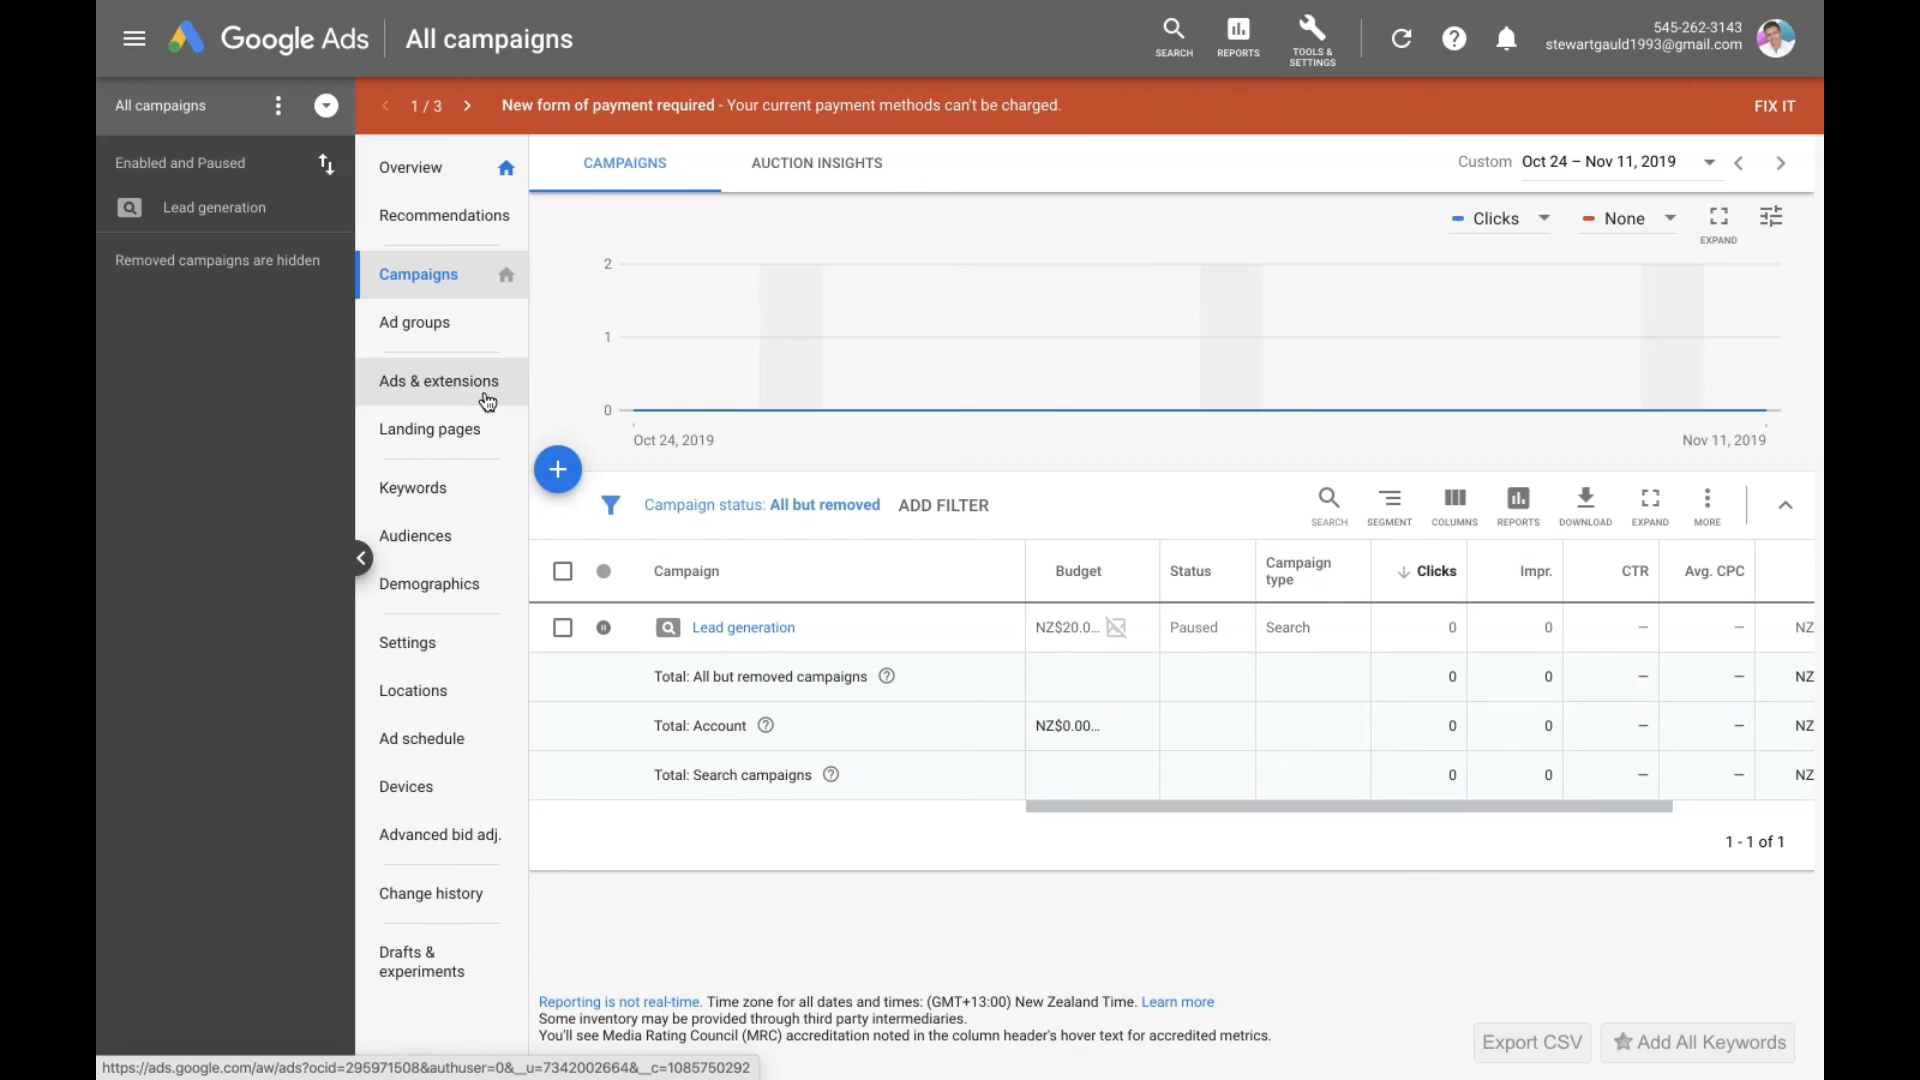 Google Ads
All campaigns
SEARCH
REPORTS
TOOLS & SETTINGS
545-262-3143
stewartgauld1993@gmail.com
All campaigns
1 / 3
New form of payment required - Your current payment methods can't be charged.
FIX IT
Enabled and Paused
Lead generation
Removed campaigns are hidden
Overview
Recommendations
Campaigns
Ad groups
Ads & extensions
Landing pages
Keywords
Audiences
Demographics
Settings
Locations
Ad schedule
Devices
Advanced bid adj.
Change history
Drafts &
experiments
CAMPAIGNS
AUCTION INSIGHTS
Custom Oct 24 – Nov 11, 2019
Clicks
None
EXPAND
2
1
0
Oct 24, 2019
Nov 11, 2019
Campaign status: All but removed
ADD FILTER
SEARCH
SEGMENT
COLUMNS
REPORTS
DOWNLOAD
EXPAND
MORE
Campaign Budget Status Campaign type Clicks Impr. CTR Avg. CPC
Lead generation NZ$20.0... Paused Search 0 0 – – NZ
Total: All but removed campaigns 0 0 – – NZ
Total: Account NZ$0.00... 0 0 – – NZ
Total: Search campaigns 0 0 – – NZ
1 - 1 of 1
Reporting is not real-time. Time zone for all dates and times: (GMT+13:00) New Zealand Time. Learn more
Some inventory may be provided through third party intermediaries.
You'll see Media Rating Council (MRC) accreditation noted in the column header's hover text for accredited metrics.
Export CSV
Add All Keywords
https://ads.google.com/aw/ads?ocid=295971508&authuser=0&__u=7342002664&__c=1085750292